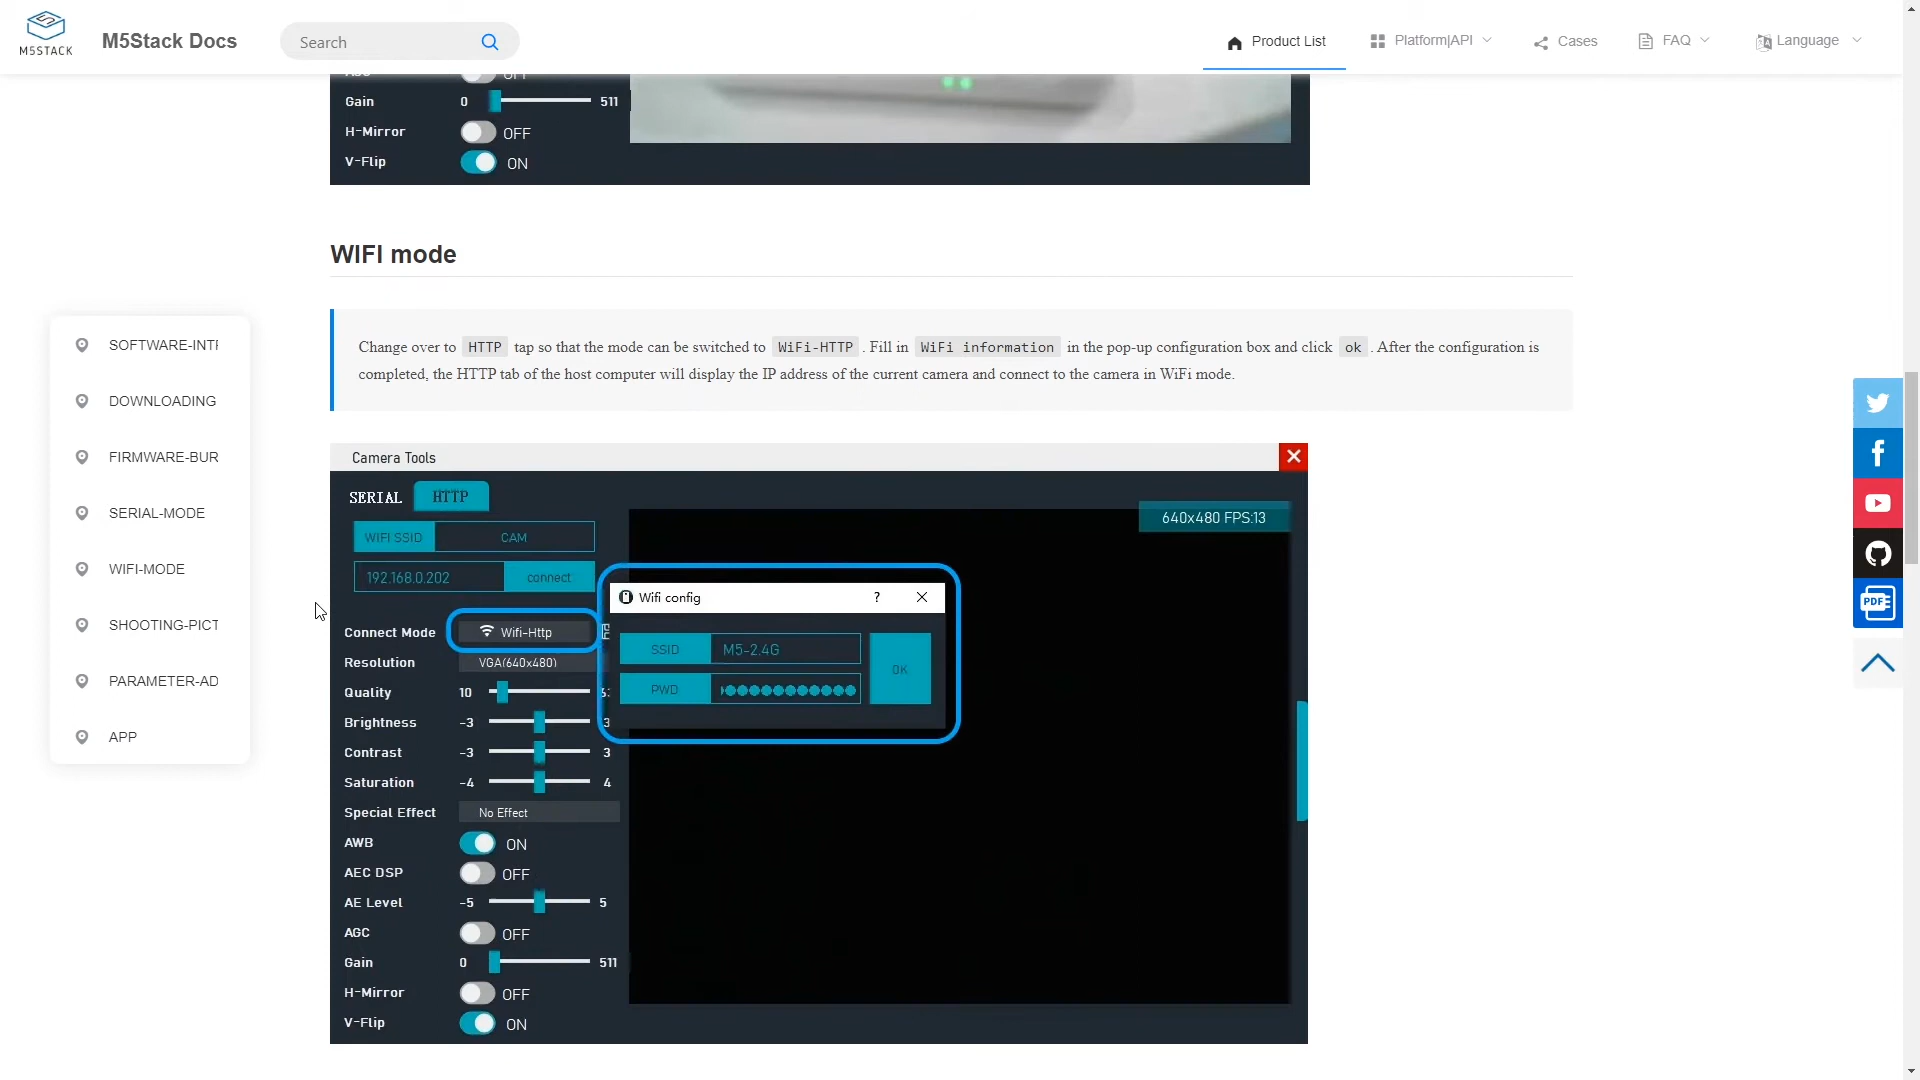 M5STACK
M5Stack Docs
Search
Product List
Platform|API
Cases
FAQ
Language
Gain 0 511
H-Mirror OFF
V-Flip ON
WIFI mode
Change over to HTTP tap so that the mode can be switched to WiFi-HTTP . Fill in WiFi information in the pop-up configuration box and click ok . After the configuration is
completed, the HTTP tab of the host computer will display the IP address of the current camera and connect to the camera in WiFi mode.
SOFTWARE-INTR
DOWNLOADING
FIRMWARE-BUR
SERIAL-MODE
WIFI-MODE
SHOOTING-PICT
PARAMETER-AD
APP
Camera Tools
SERIAL HTTP
640x480 FPS:13
WIFI SSID CAM
192.168.0.202 connect
Connect Mode Wifi-Http
Resolution VGA(640x480)
Quality 10
Brightness -3 3
Contrast -3 3
Saturation -4 4
Special Effect No Effect
AWB ON
AEC DSP OFF
AE Level -5 5
AGC OFF
Gain 0 511
H-Mirror OFF
V-Flip ON
Wifi config ?
SSID M5-2.4G
PWD
OK
PDF